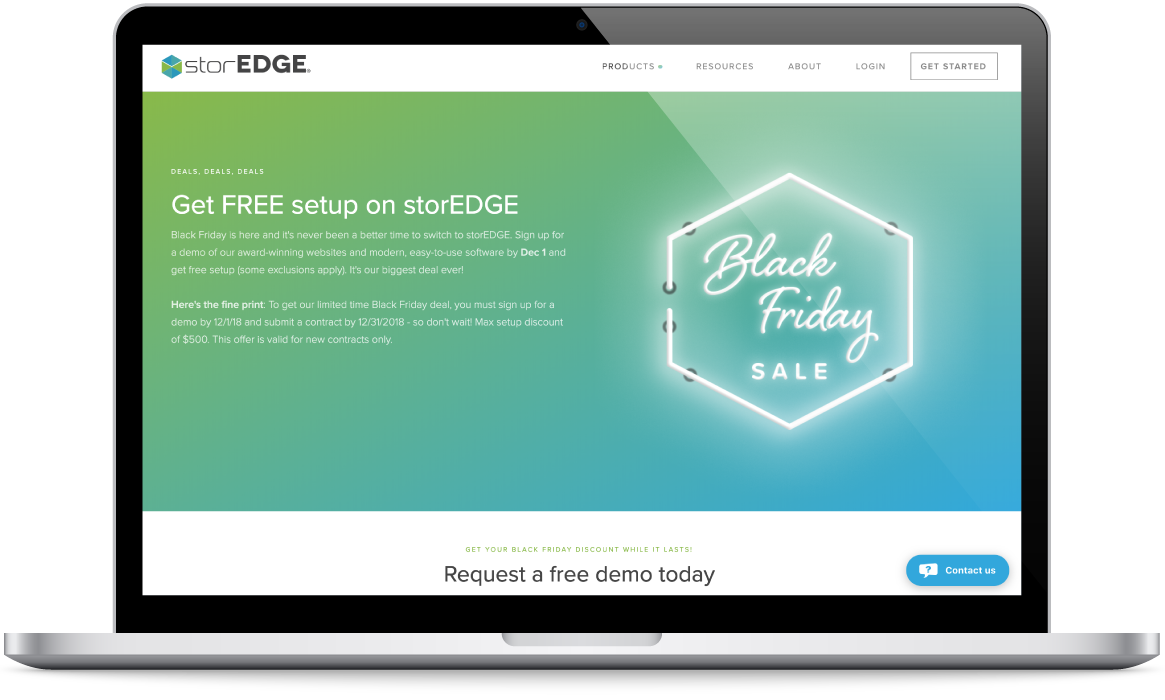 storEDGE®
PRODUCTS RESOURCES ABOUT LOGIN GET STARTED
DEALS, DEALS, DEALS
Get FREE setup on storEDGE
Black Friday is here and it's never been a better time to switch to storEDGE. Sign up for
a demo of our award-winning websites and modern, easy-to-use software by Dec 1 and
get free setup (some exclusions apply). It's our biggest deal ever!
Here's the fine print: To get our limited time Black Friday deal, you must sign up for a
demo by 12/1/18 and submit a contract by 12/31/2018 - so don't wait! Max setup discount
of $500. This offer is valid for new contracts only.
Black
Friday
SALE
GET YOUR BLACK FRIDAY DISCOUNT WHILE IT LASTS!
Request a free demo today
? Contact us